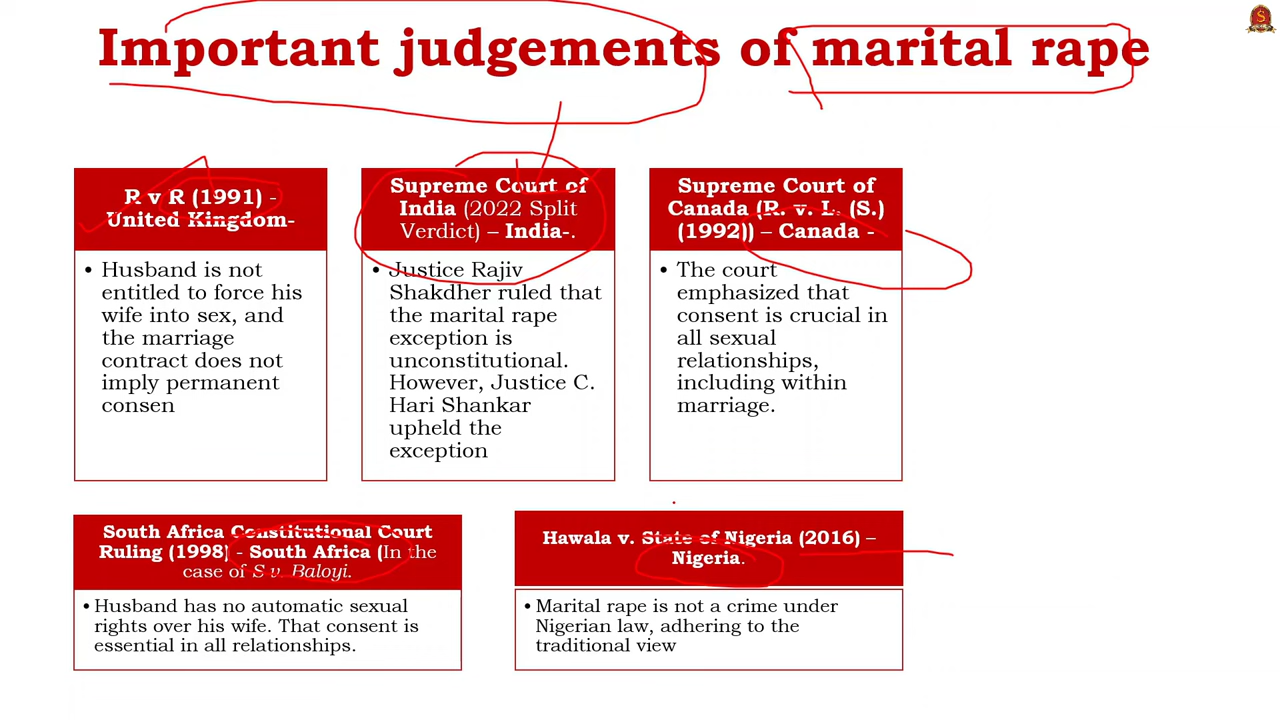 Important judgements of marital rape
R v R (1991) -
United Kingdom-
• Husband is not
entitled to force his
wife into sex, and
the marriage
contract does not
imply permanent
consen
Supreme Court of
India (2022 Split
Verdict) – India-.
• Justice Rajiv
Shakdher ruled that
the marital rape
exception is
unconstitutional.
However, Justice C.
Hari Shankar
upheld the
exception
Supreme Court of
Canada (R. v. L. (S.)
(1992)) – Canada -
• The court
emphasized that
consent is crucial in
all sexual
relationships,
including within
marriage.
South Africa Constitutional Court
Ruling (1998) - South Africa (In the
case of S v. Baloyi.
• Husband has no automatic sexual
rights over his wife. That consent is
essential in all relationships.
Hawala v. State of Nigeria (2016) –
Nigeria.
• Marital rape is not a crime under
Nigerian law, adhering to the
traditional view